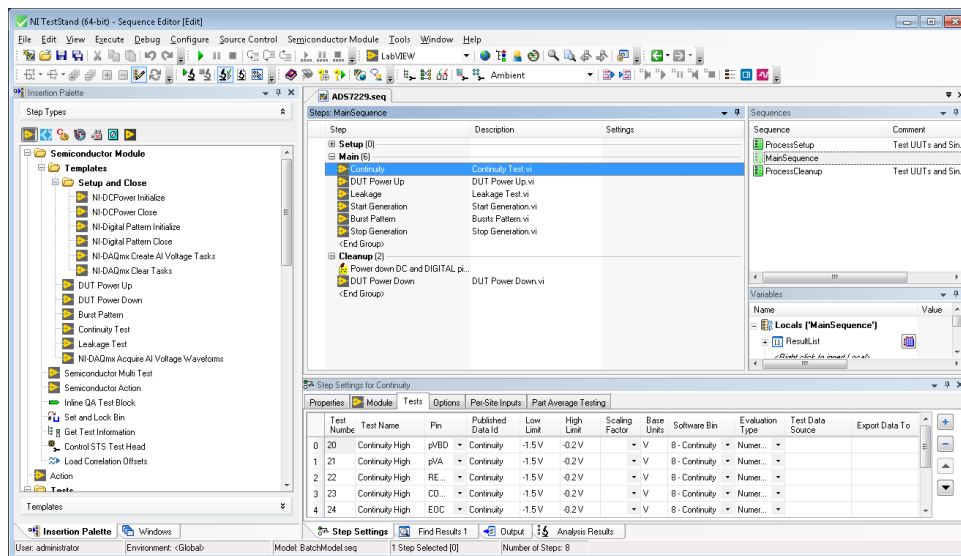 NI TestStand (64-bit) - Sequence Editor [Edit]
File Edit View Execute Debug Configure Source Control Semiconductor Module Tools Window Help
LabVIEW
Ambient
Insertion Palette
Step Types
Semiconductor Module
Templates
Setup and Close
NI-DCPower Initialize
NI-DCPower Close
NI-Digital Pattern Initialize
NI-Digital Pattern Close
NI-DAQmx Create AI Voltage Tasks
NI-DAQmx Clear Tasks
DUT Power Up
DUT Power Down
Burst Pattern
Continuity Test
Leakage Test
NI-DAQmx Acquire AI Voltage Waveforms
Semiconductor Multi Test
Semiconductor Action
Inline QA Test Block
Set and Lock Bin
Get Test Information
Control STS Test Head
Load Correlation Offsets
Action
Tests
Templates
Insertion Palette Windows
ADS7229.seq
Steps: MainSequence
Step Description Settings
Setup (0)
Main (6)
Continuity Continuity Test.vi
DUT Power Up DUT Power Up.vi
Leakage Leakage Test.vi
Start Generation Start Generation.vi
Burst Pattern Busrts Pattern.vi
Stop Generation Stop Generation.vi
<End Group>
Cleanup (2)
Power down DC and DIGITAL pi...
DUT Power Down DUT Power Down.vi
<End Group>
Sequences
Sequence Comment
ProcessSetup Test UUTs and Sin.
MainSequence
ProcessCleanup Test UUTs and Sin.
Variables
Name Value
Locals ('MainSequence')
ResultList
<Right click to insert Local>
Step Settings for Continuity
Properties Module Tests Options Per-Site Inputs Part Average Testing
Test Numbe Test Name Pin Published Data Id Low Limit High Limit Scaling Factor Base Units Software Bin Evaluation Type Test Data Source Export Data To
0 20 Continuity High pVBD Continuity -1.5 V -0.2 V V 8 - Continuity Numer...
1 21 Continuity High pVA Continuity -1.5 V -0.2 V V 8 - Continuity Numer...
2 22 Continuity High RE... Continuity -1.5 V -0.2 V V 8 - Continuity Numer...
3 23 Continuity High CO... Continuity -1.5 V -0.2 V V 8 - Continuity Numer...
4 24 Continuity High EOC Continuity -1.5 V -0.2 V V 8 - Continuity Numer...
Step Settings Find Results 1 Output Analysis Results
User: administrator Environment: <Global> Model: BatchModel.seq 1 Step Selected [0] Number of Steps: 8